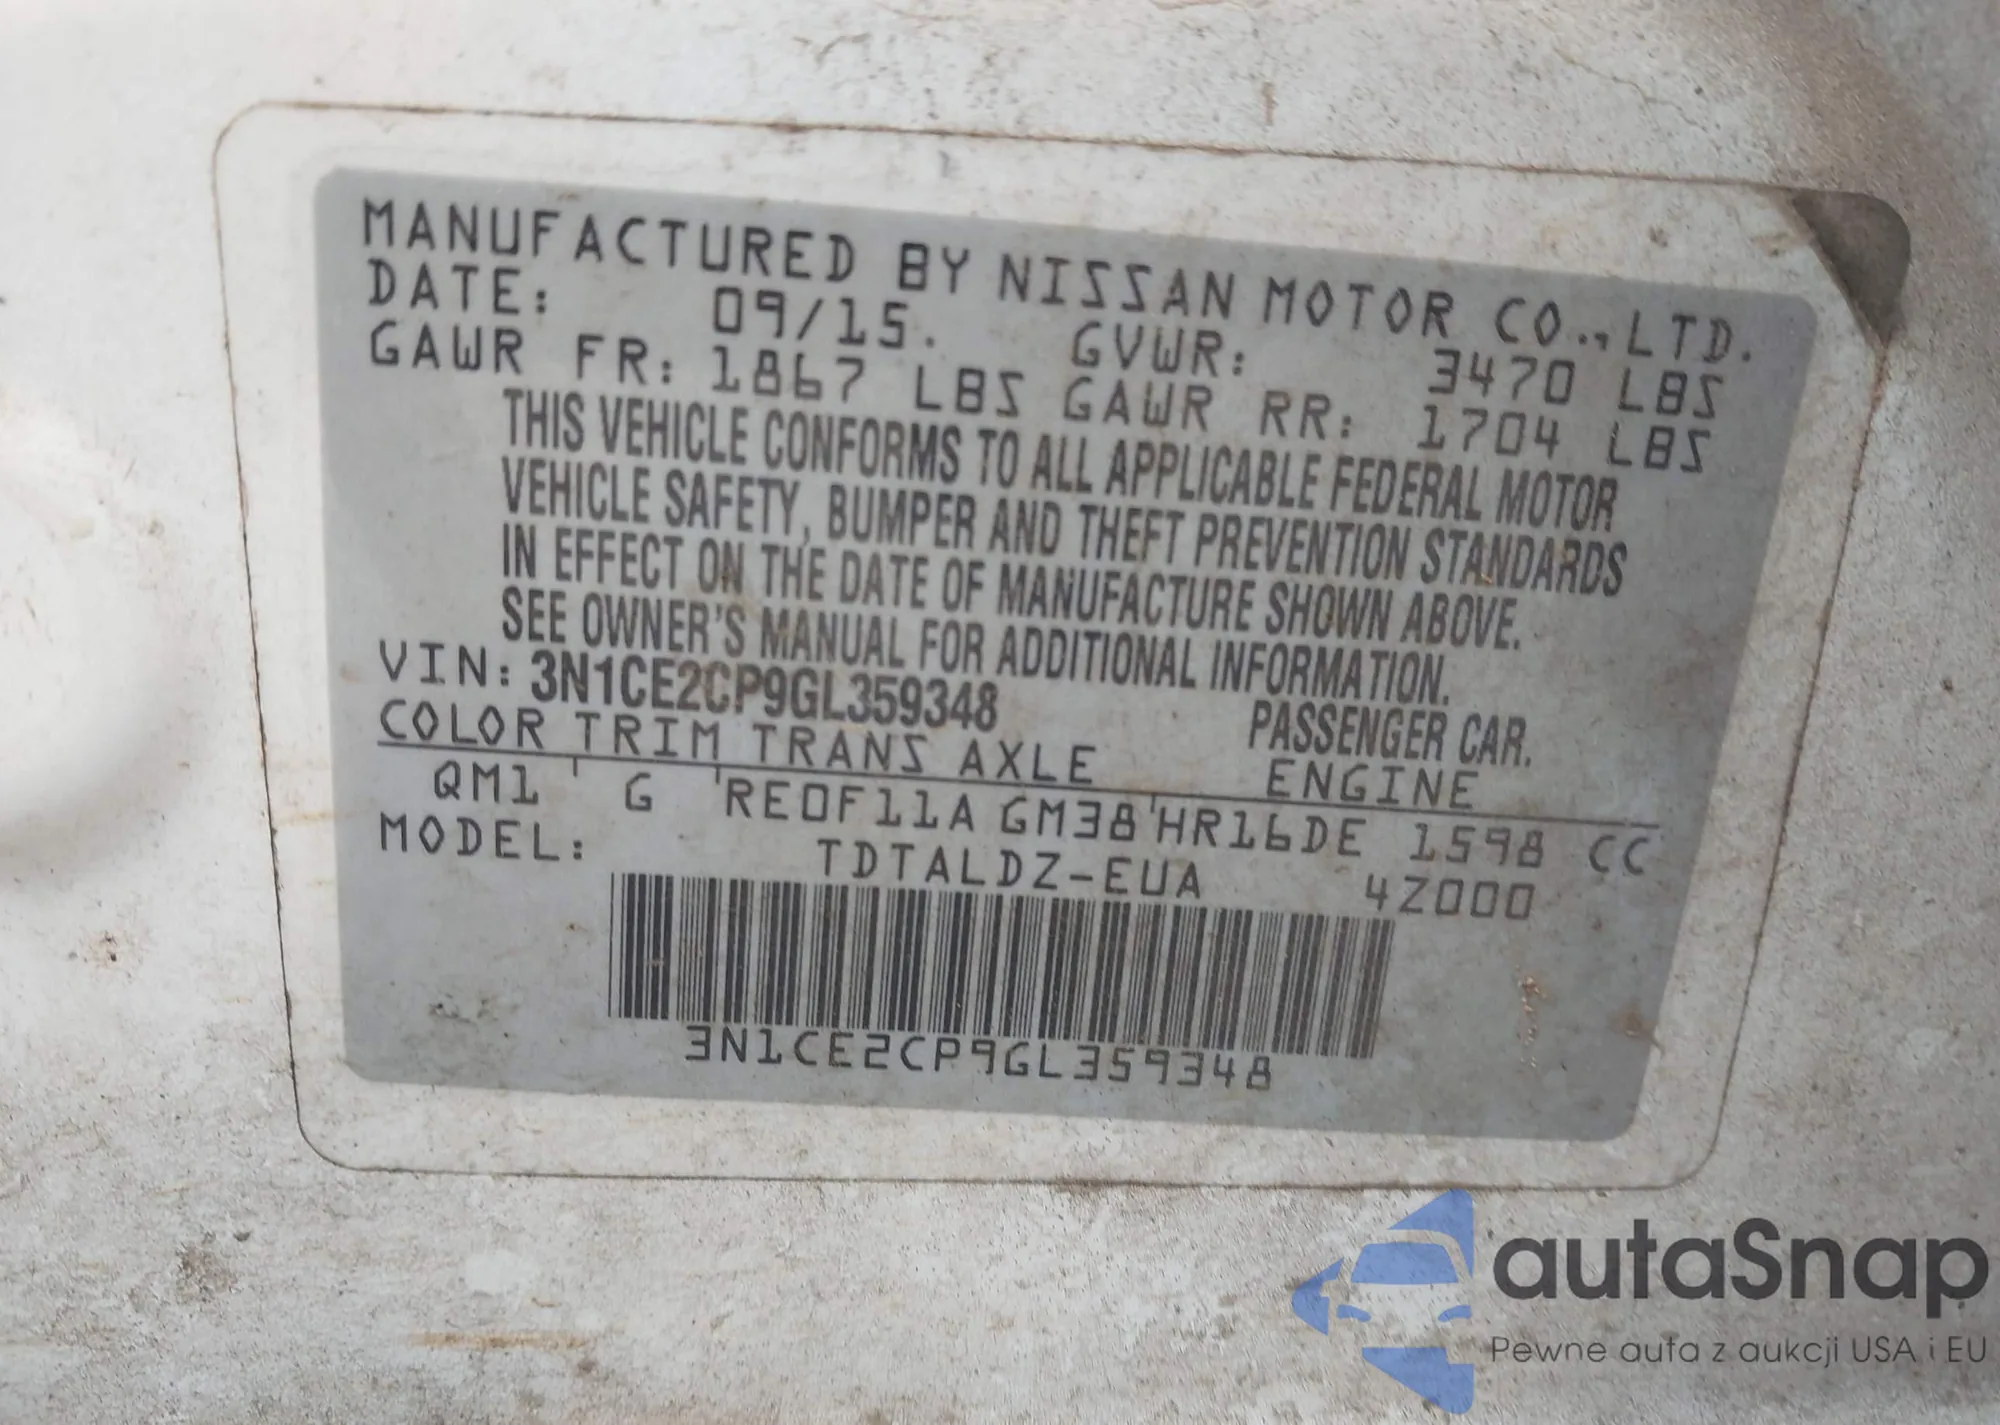 MANUFACTURED BY NISSAN MOTOR CO., LTD.
DATE: 09/15. GVWR: 3470 LBS
GAWR FR: 1867 LBS GAWR RR: 1704 LBS
THIS VEHICLE CONFORMS TO ALL APPLICABLE FEDERAL MOTOR
VEHICLE SAFETY, BUMPER AND THEFT PREVENTION STANDARDS
IN EFFECT ON THE DATE OF MANUFACTURE SHOWN ABOVE.
SEE OWNER'S MANUAL FOR ADDITIONAL INFORMATION.
VIN: 3N1CE2CP9GL359348 PASSENGER CAR.
COLOR TRIM TRANS AXLE ENGINE
QM1 G RE0F11A GM38 HR16DE 1598 CC
MODEL: TDTALDZ-EUA 4Z000
3N1CE2CP9GL359348
autaSnap
Pewne auta z aukcji USA i EU